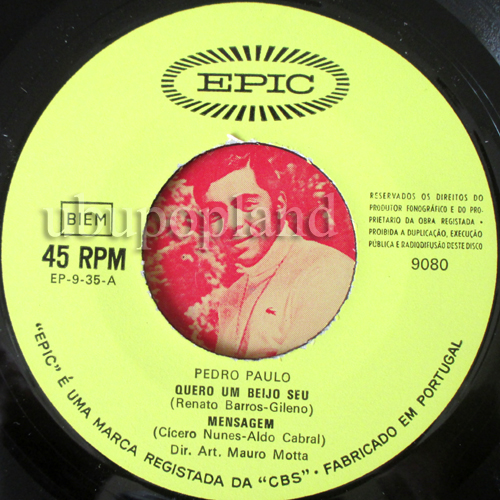 EPIC
BIEM
45 RPM
EP-9-35-A
RESERVADOS OS DIREITOS DO
PRODUTOR FONOGRÁFICO E DO PRO-
PRIETARIO DA OBRA REGISTADA •
PROIBIDA A DUPLICAÇÃO, EXECUÇÃO
PÚBLICA E RADIODIFUSÃO DESTE DISCO
9080
ubupopland
PEDRO PAULO
QUERO UM BEIJO SEU
(Renato Barros-Gileno)
MENSAGEM
(Cicero Nunes-Aldo Cabral)
Dir. Art. Mauro Motta
"EPIC" É UMA MARCA REGISTADA DA "CBS" • FABRICADO EM PORTUGAL